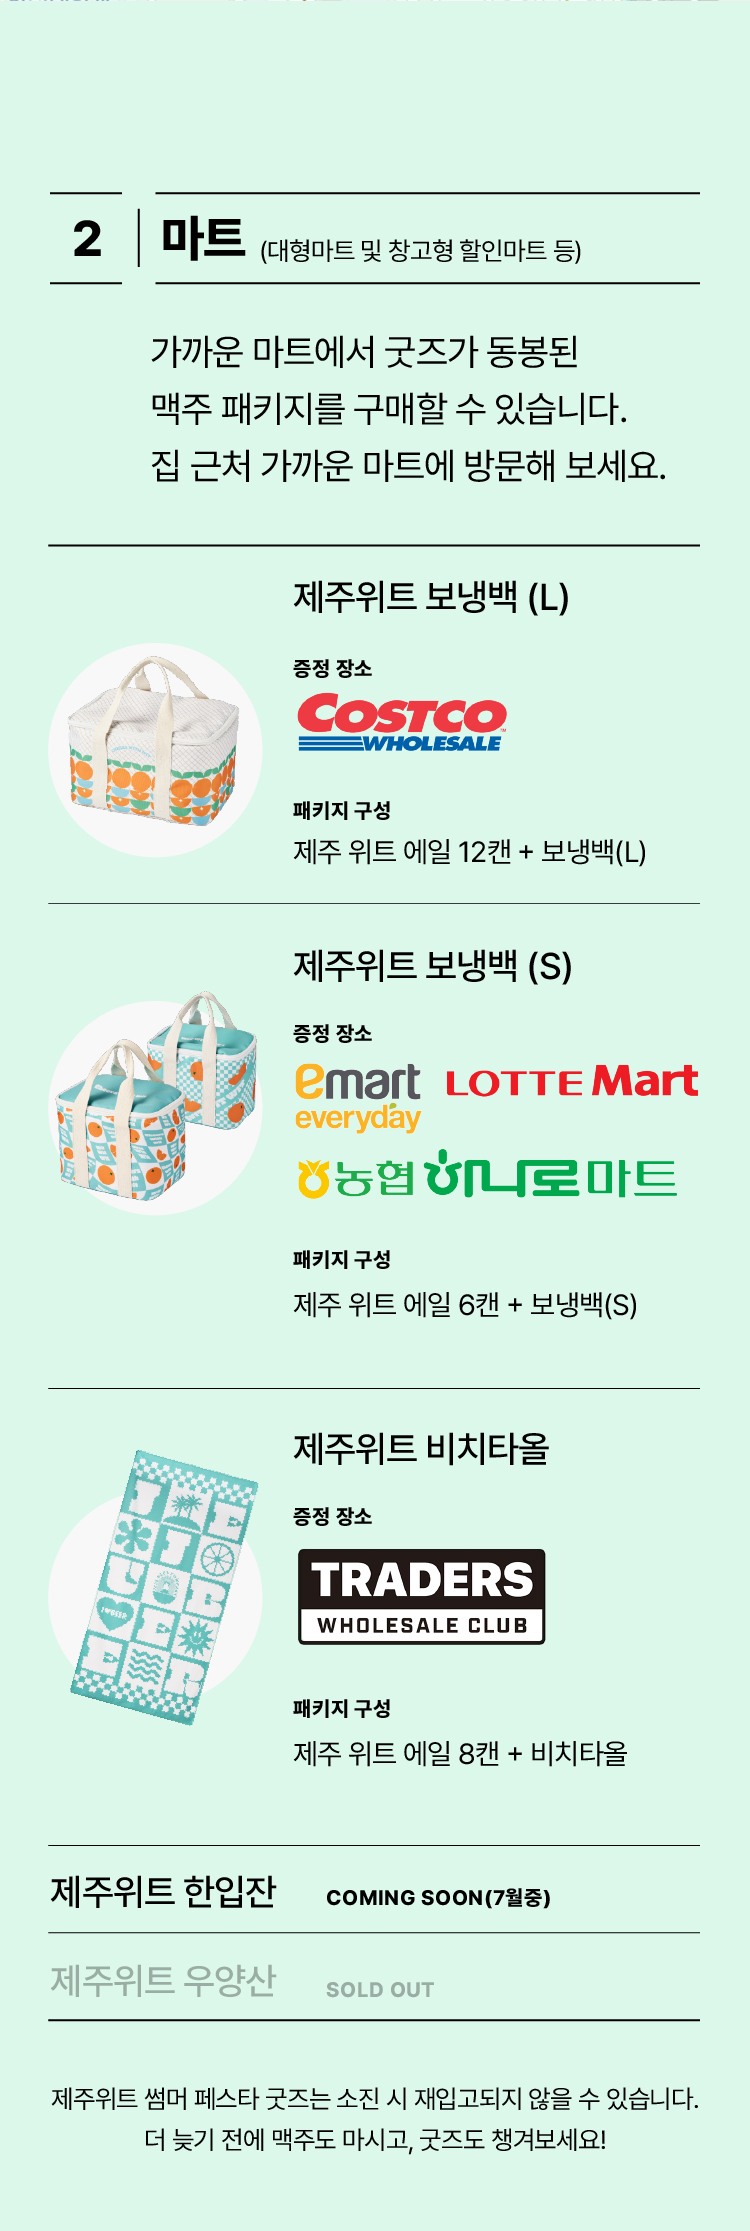 2 마트 (대형마트 및 창고형 할인마트 등)
가까운 마트에서 굿즈가 동봉된
맥주 패키지를 구매할 수 있습니다.
집 근처 가까운 마트에 방문해 보세요.
제주위트 보냉백 (L)
증정 장소
COSTCO
WHOLESALE
패키지 구성
제주 위트 에일 12캔 + 보냉백(L)
제주위트 보냉백 (S)
증정 장소
emart LOTTE Mart
everyday
농협 하나로마트
패키지 구성
제주 위트 에일 6캔 + 보냉백(S)
제주위트 비치타올
J E
J
U B
I♥BEER E
E R
증정 장소
TRADERS
WHOLESALE CLUB
패키지 구성
제주 위트 에일 8캔 + 비치타올
제주위트 한입잔 COMING SOON(7월중)
제주위트 우양산 SOLD OUT
제주위트 썸머 페스타 굿즈는 소진 시 재입고되지 않을 수 있습니다.
더 늦기 전에 맥주도 마시고, 굿즈도 챙겨보세요!